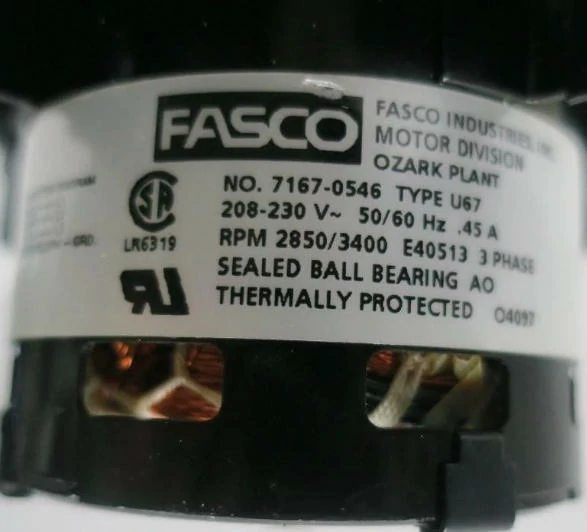 FASCO
FASCO INDUSTRIES, INC.
MOTOR DIVISION
OZARK PLANT
NO. 7167-0546 TYPE U67
208-230 V~ 50/60 Hz .45 A
RPM 2850/3400 E40513 3 PHASE
SEALED BALL BEARING AO
THERMALLY PROTECTED O4097
LR6319
GRD.